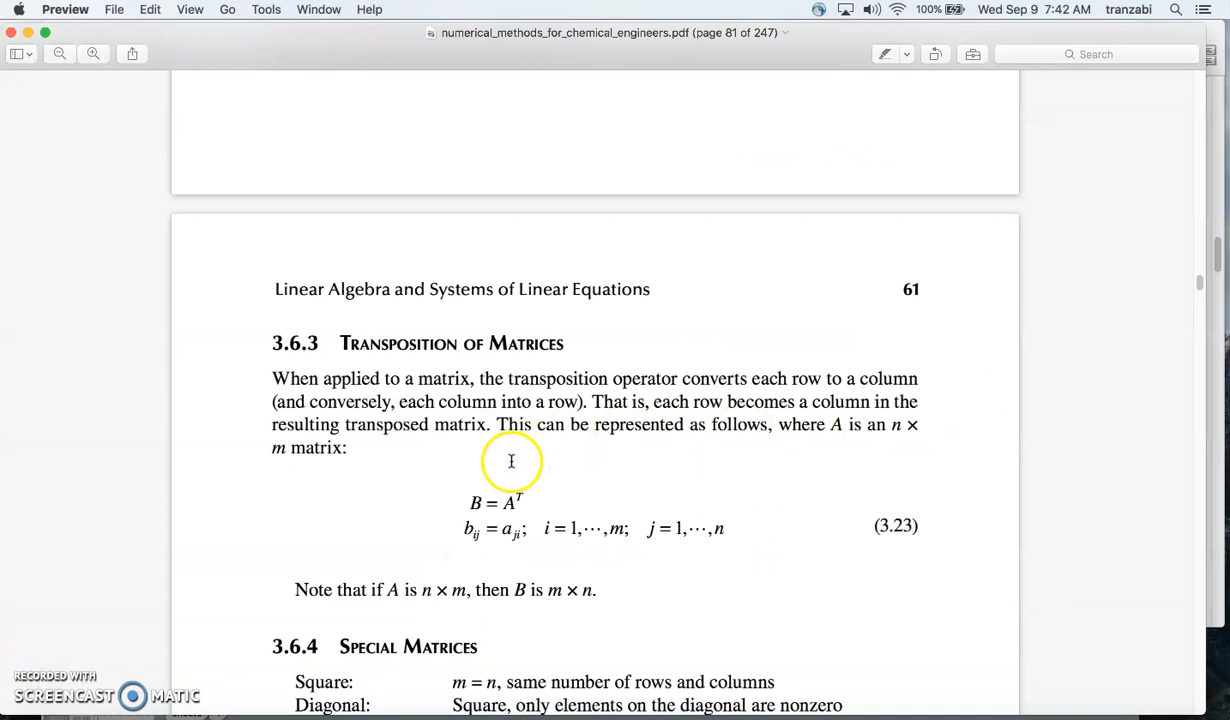 Preview File Edit View Go Tools Window Help 100% Wed Sep 9 7:42 AM tranzabi
numerical_methods_for_chemical_engineers.pdf (page 81 of 247)
Search
Linear Algebra and Systems of Linear Equations 61
3.6.3 Transposition of Matrices
When applied to a matrix, the transposition operator converts each row to a column
(and conversely, each column into a row). That is, each row becomes a column in the
resulting transposed matrix. This can be represented as follows, where A is an n ×
m matrix:
B = A^T
b_ij = a_ji; i = 1,⋯,m; j = 1,⋯,n (3.23)
Note that if A is n × m, then B is m × n.
3.6.4 Special Matrices
Square: m = n, same number of rows and columns
Diagonal: Square, only elements on the diagonal are nonzero
RECORDED WITH
SCREENCAST MATIC